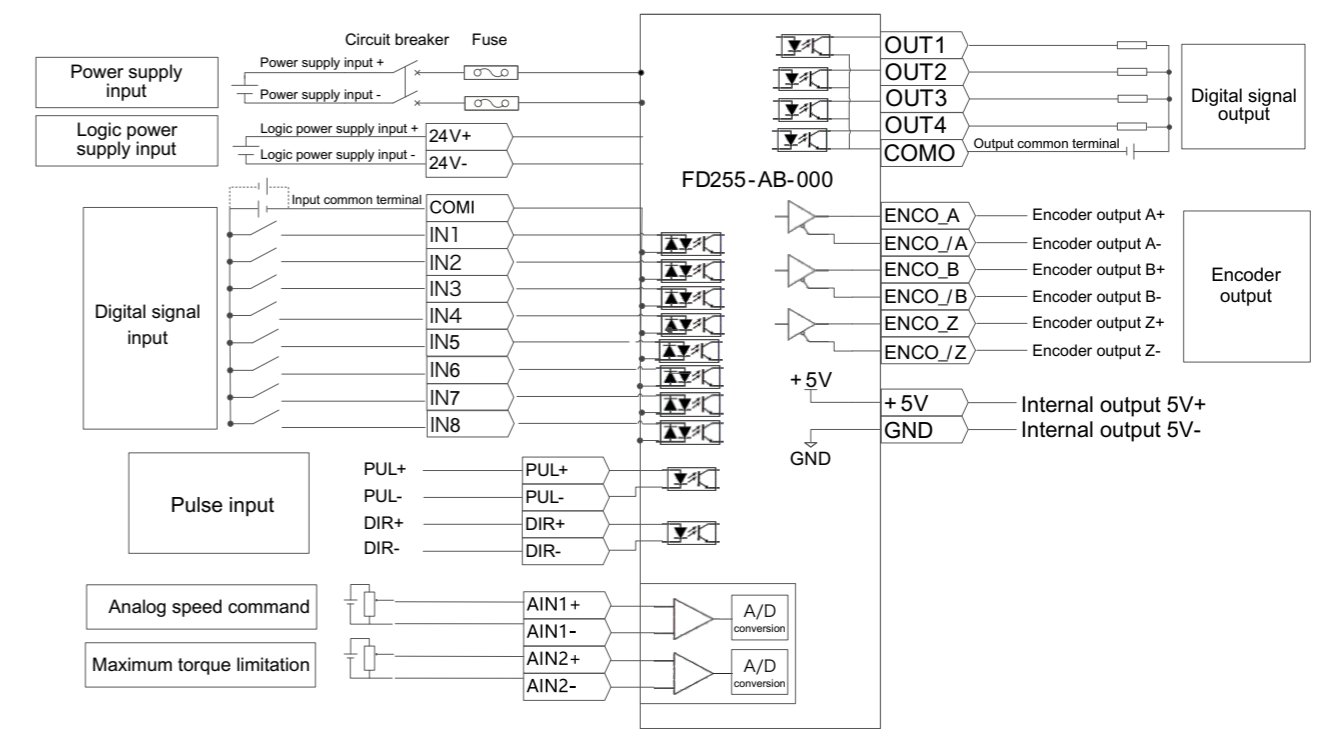 Circuit breaker
Fuse
Power supply
input
Power supply input +
Power supply input -
Logic power
supply input
Logic power supply input +
Logic power supply input -
24V+
24V-
Digital signal
input
Input common terminal
COMI
IN1
IN2
IN3
IN4
IN5
IN6
IN7
IN8
Pulse input
PUL+
PUL-
DIR+
DIR-
PUL+
PUL-
DIR+
DIR-
Analog speed command
Maximum torque limitation
AIN1+
AIN1-
AIN2+
AIN2-
A/D
conversion
A/D
conversion
FD255-AB-000
OUT1
OUT2
OUT3
OUT4
COMO
Output common terminal
Digital signal
output
ENCO_A
ENCO_/A
ENCO_B
ENCO_/B
ENCO_Z
ENCO_/Z
Encoder output A+
Encoder output A-
Encoder output B+
Encoder output B-
Encoder output Z+
Encoder output Z-
Encoder
output
+5V
GND
+5V
GND
Internal output 5V+
Internal output 5V-